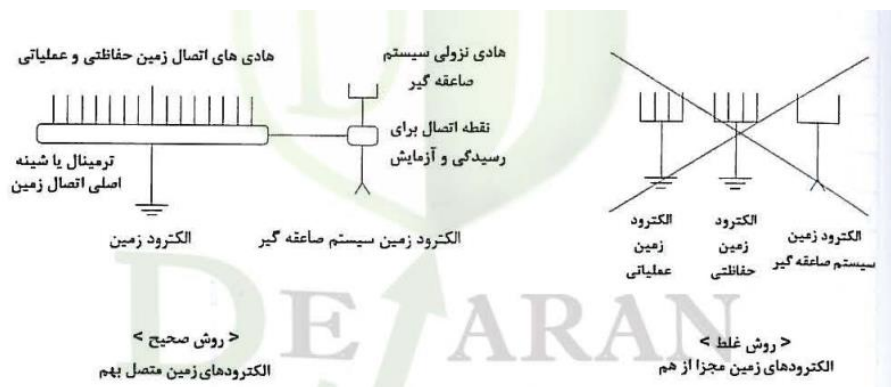 هادی های اتصال زمین حفاظتی و عملیاتی
هادی نزولی سیستم
صاعقه گیر
نقطه اتصال برای
رسیدگی و آزمایش
ترمینال یا شینه
اصلی اتصال زمین
الکترود زمین
الکترود زمین سیستم صاعقه گیر
< روش صحیح >
الکترودهای زمین متصل بهم
الکترود
زمین
عملیاتی
الکترود
زمین
حفاظتی
الکترود زمین
سیستم صاعقه گیر
< روش غلط >
الکترودهای زمین مجزا از هم
DEJARAN